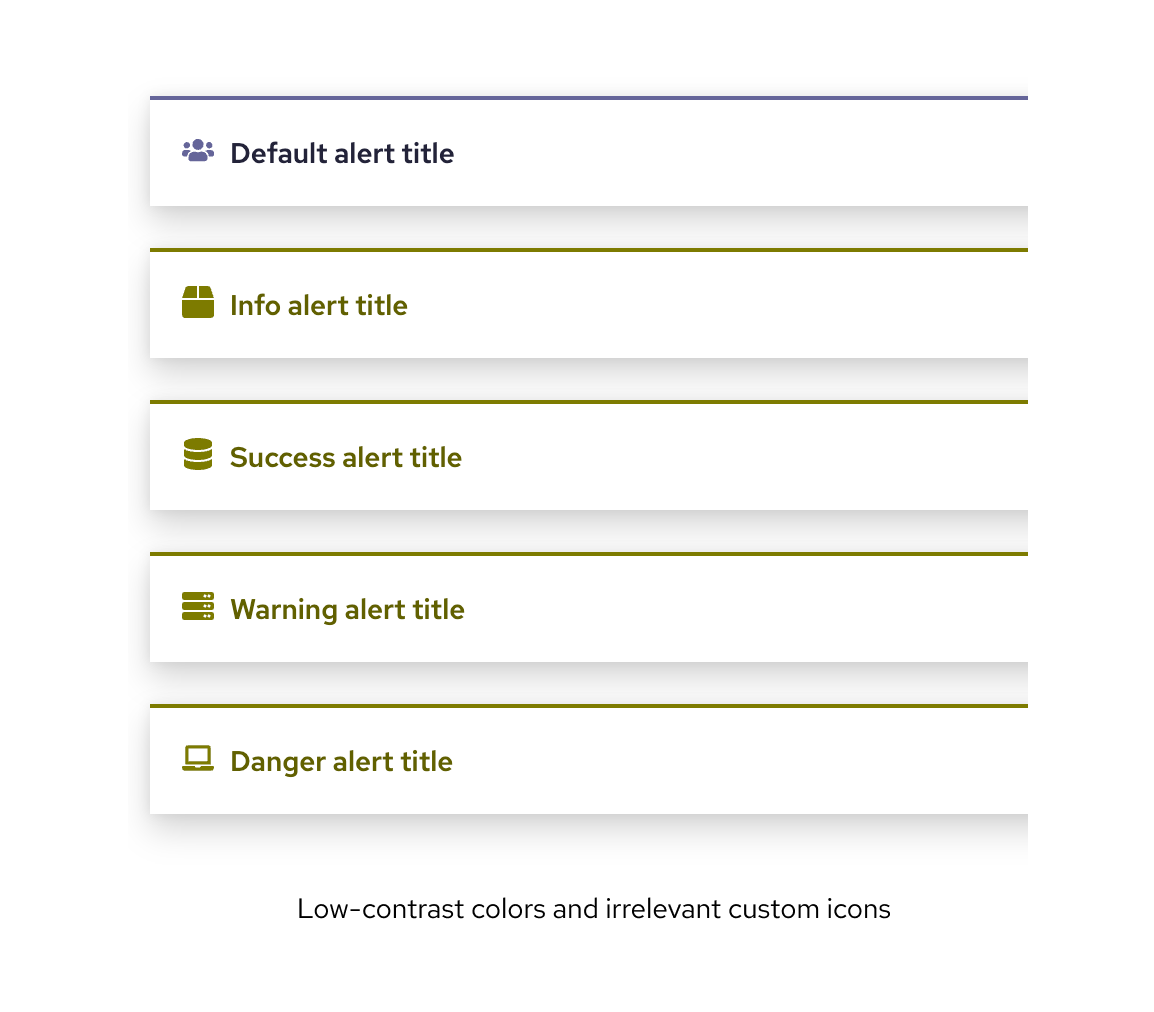 Default alert title
Info alert title
Success alert title
Warning alert title
Danger alert title
Low-contrast colors and irrelevant custom icons